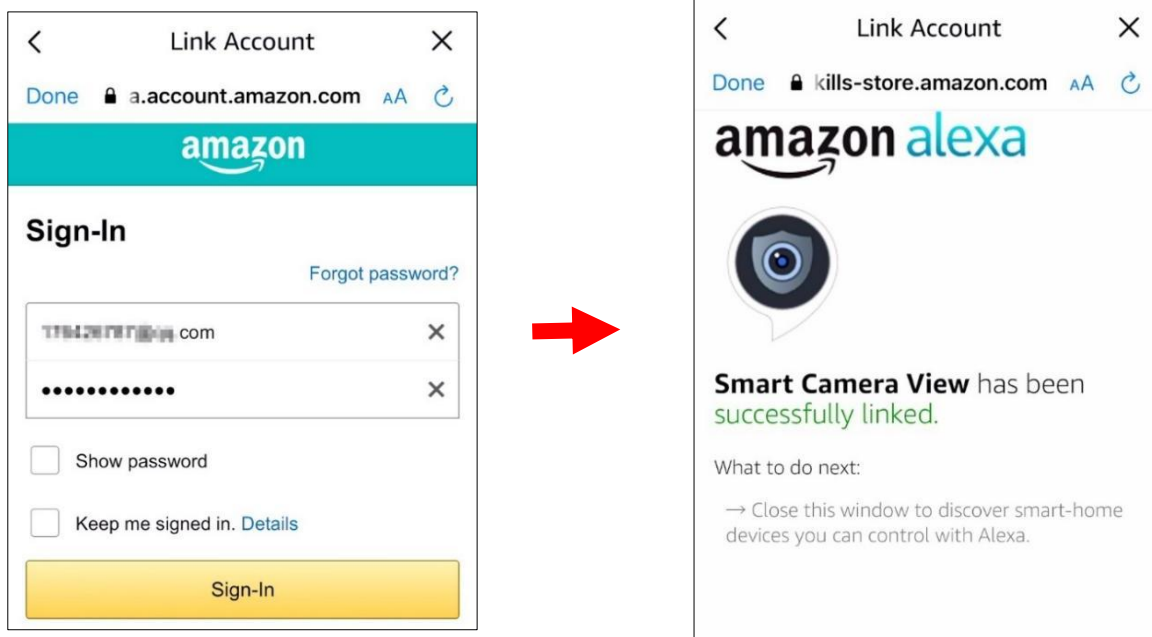 Link Account
Done a.account.amazon.com AA
amazon
Sign-In
Forgot password?
.com
Show password
Keep me signed in. Details
Sign-In
Link Account
Done kills-store.amazon.com AA
amazon alexa
Smart Camera View has been
successfully linked.
What to do next:
→ Close this window to discover smart-home
devices you can control with Alexa.